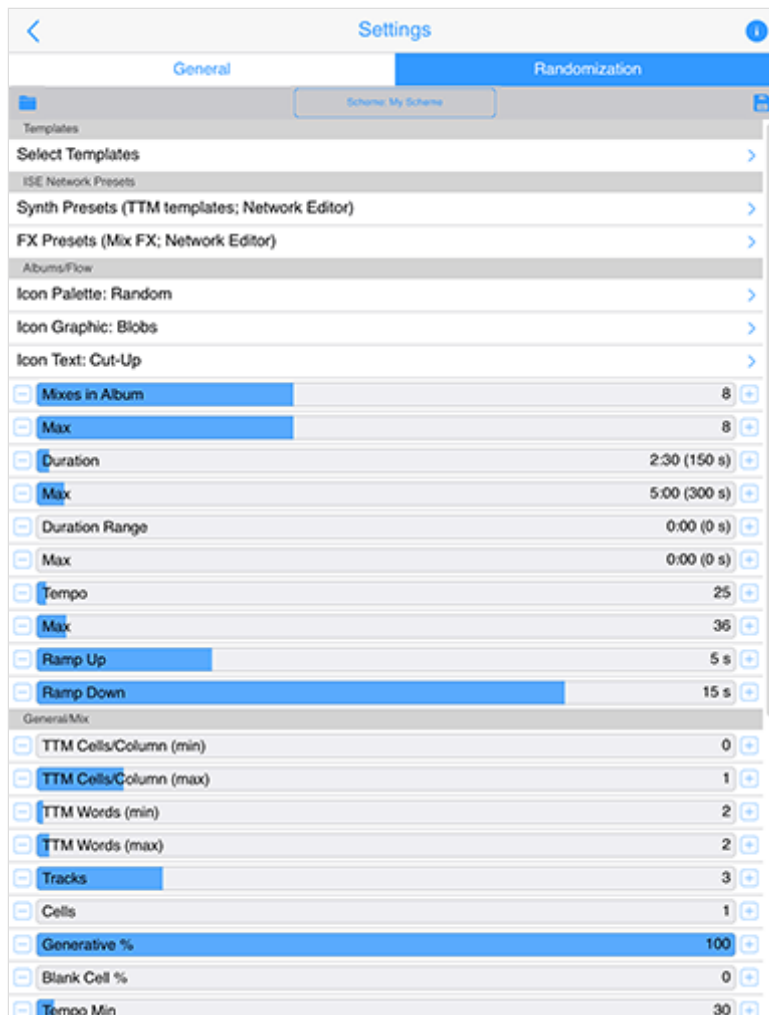 Settings
General Randomization
Scheme: My Scheme
Templates
Select Templates
ISE Network Presets
Synth Presets (TTM templates; Network Editor)
FX Presets (Mix FX; Network Editor)
Albums/Flow
Icon Palette: Random
Icon Graphic: Blobs
Icon Text: Cut-Up
Mixes in Album 8
Max 8
Duration 2:30 (150 s)
Max 5:00 (300 s)
Duration Range 0:00 (0 s)
Max 0:00 (0 s)
Tempo 25
Max 36
Ramp Up 5 s
Ramp Down 15 s
General/Mix
TTM Cells/Column (min) 0
TTM Cells/Column (max) 1
TTM Words (min) 2
TTM Words (max) 2
Tracks 3
Cells 1
Generative % 100
Blank Cell % 0
Tempo Min 30